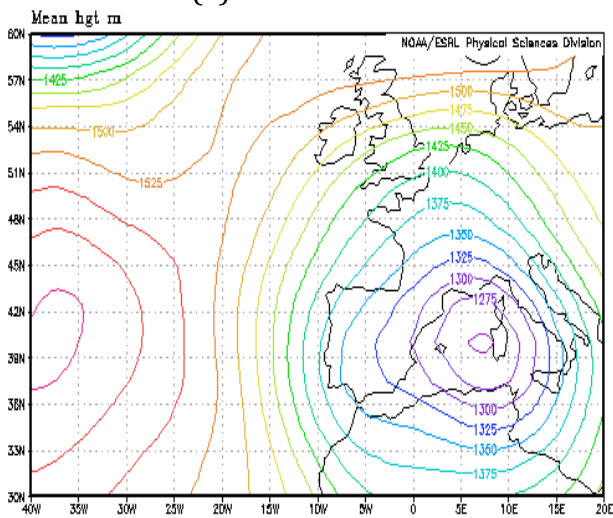 Mean hgt m
NOAA/ESRL Physical Sciences Division
60N
57N
54N
51N
48N
45N
42N
39N
36N
33N
30N
40W 35W 30W 25W 20W 15W 10W 5W 0 5E 10E 15E 20E
1425
1500
1525
1500
1475
1450
1425
1400
1375
1350
1325
1300
1275
1300
1325
1350
1375